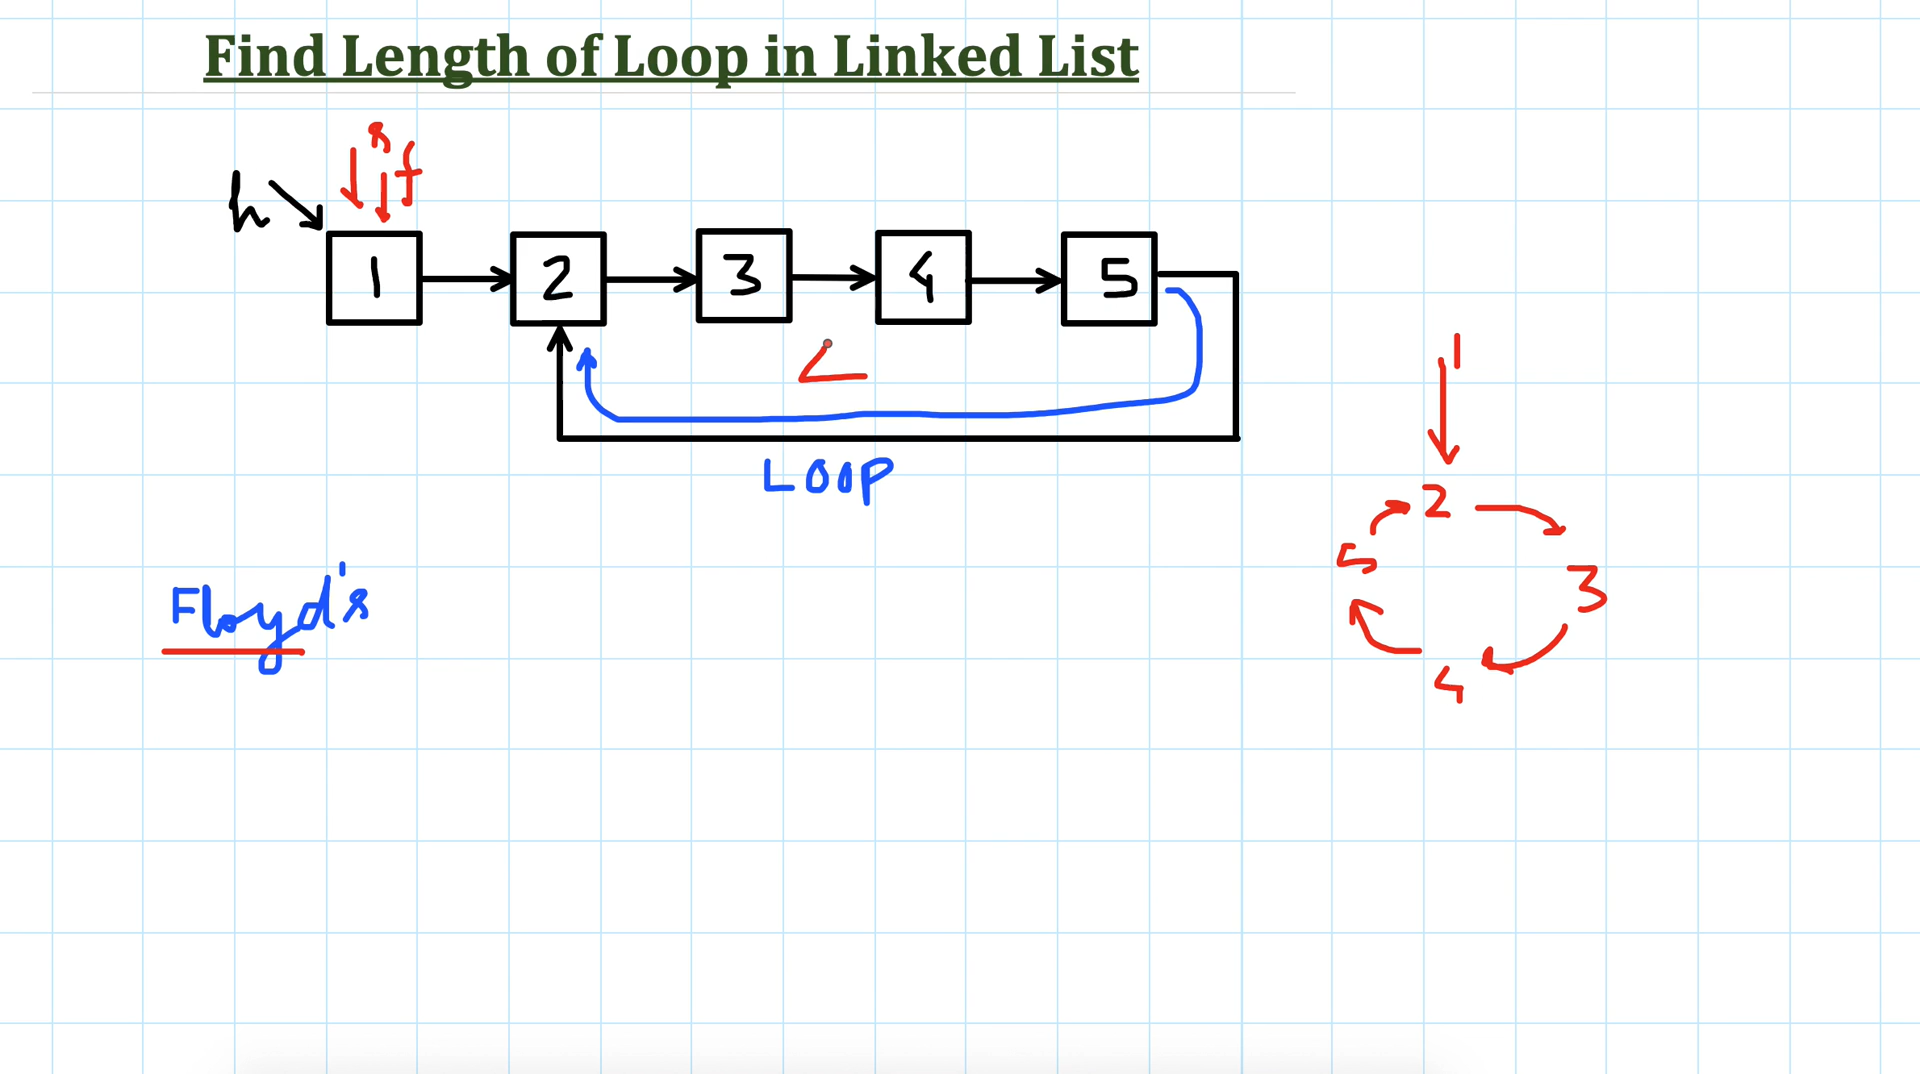 Find Length of Loop in Linked List
s f
h
1 2 3 4 5
LOOP
1
2
5 3
4
Floyd's